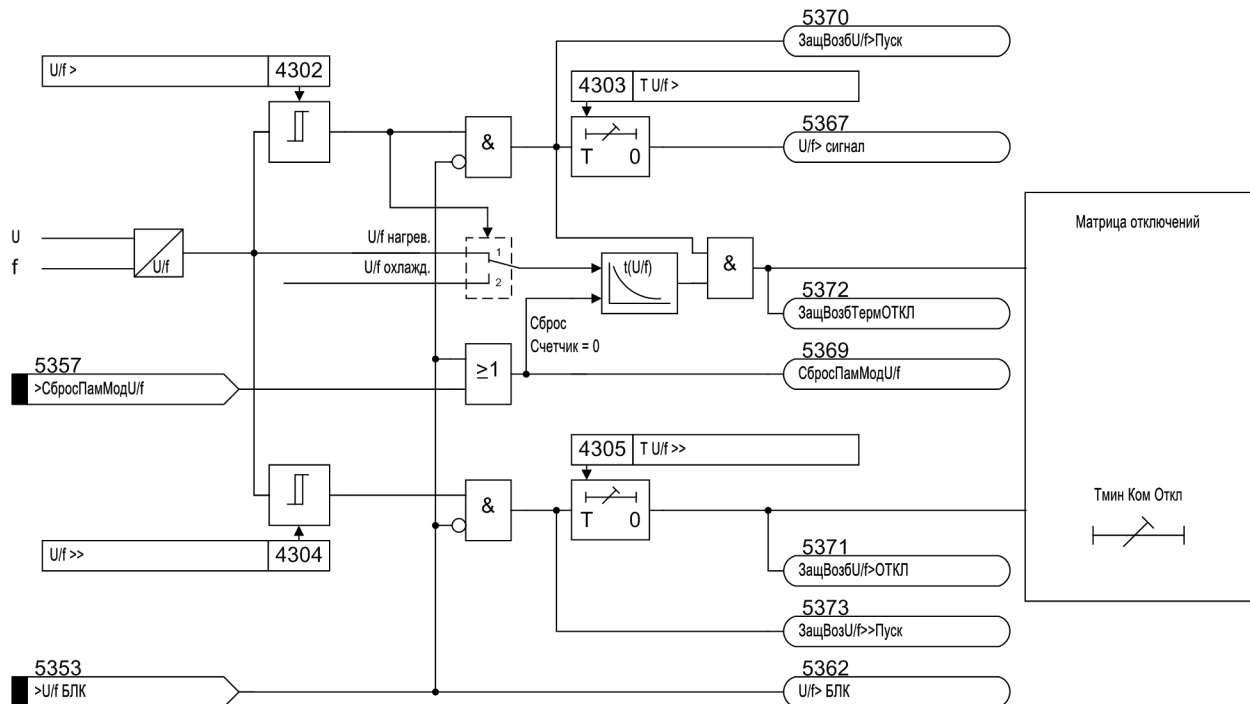 5370
ЗащВозбU/f>Пуск
U/f >
4302
4303
T U/f >
5367
U/f> сигнал
&
T
0
Матрица отключений
U
f
U/f
U/f нагрев.
U/f охлажд.
1
2
t(U/f)
&
5372
ЗащВозбТермОТКЛ
Сброс
Счетчик = 0
5357
>СбросПамМодU/f
≥1
5369
СбросПамМодU/f
4305
T U/f >>
&
T
0
Tмин Ком Откл
U/f >>
4304
5371
ЗащВозбU/f>ОТКЛ
5373
ЗащВозU/f>>Пуск
5353
>U/f БЛК
5362
U/f> БЛК